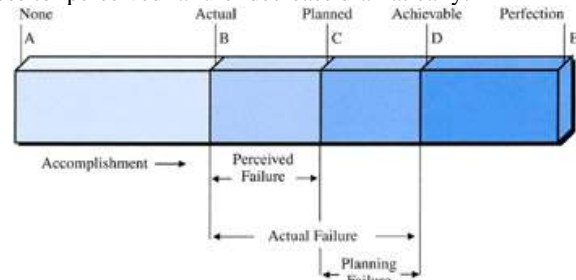 None Actual Planned Achievable Perfection
A B C D E
Accomplishment
Perceived
Failure
Actual Failure
Planning